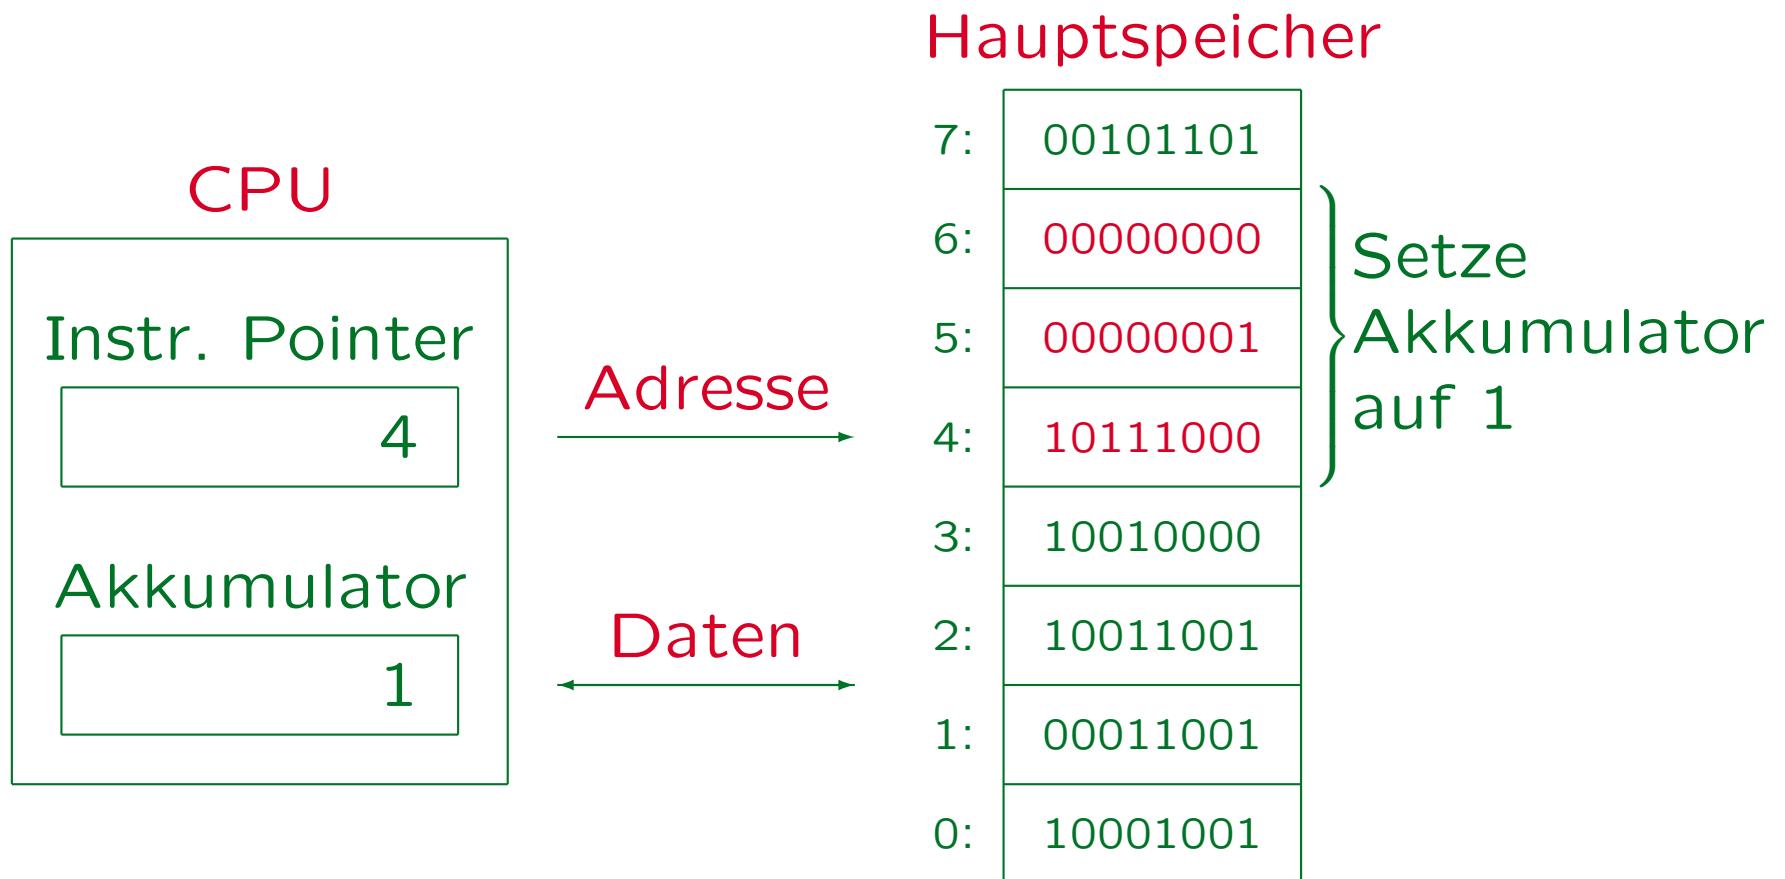 Hauptspeicher
CPU
Instr. Pointer
4
Akkumulator
1
Adresse
Daten
7: 00101101
6: 00000000
5: 00000001
4: 10111000
3: 10010000
2: 10011001
1: 00011001
0: 10001001
Setze
Akkumulator
auf 1